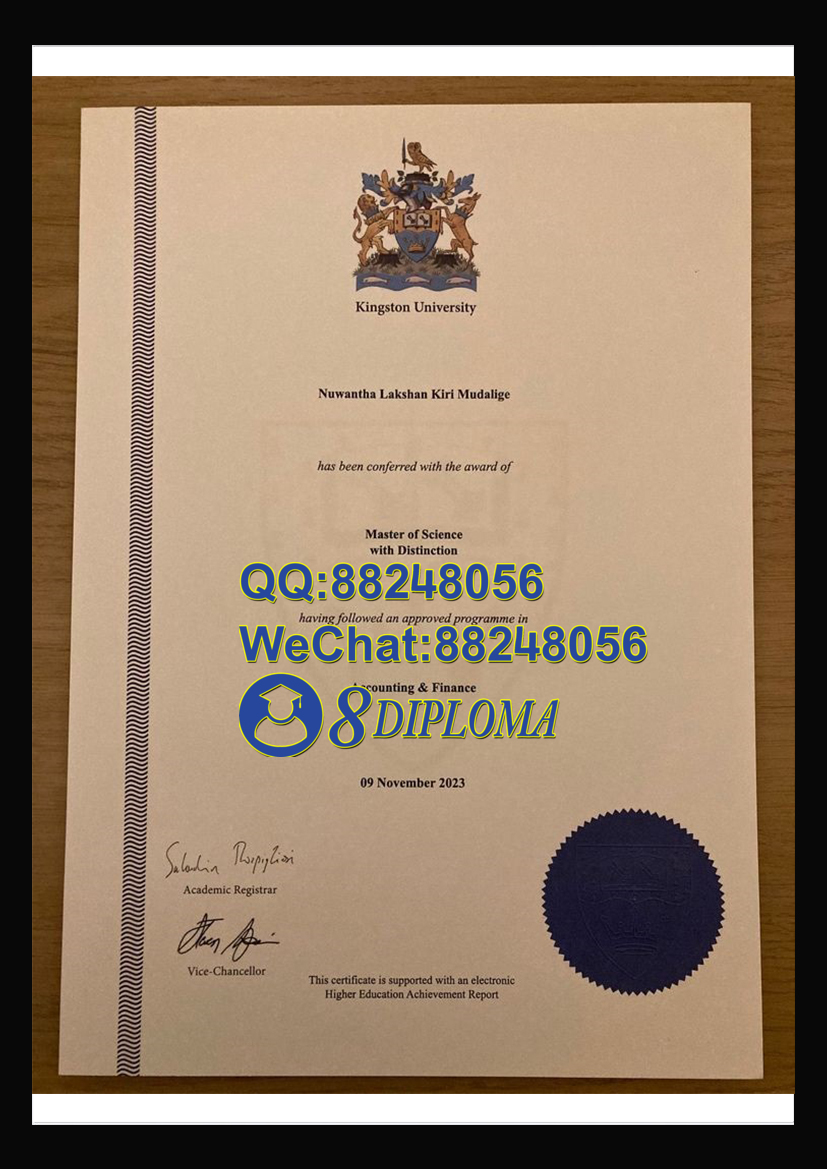 Kingston University
Nuwantha Lakshan Kiri Mudalige
has been conferred with the award of
Master of Science
with Distinction
QQ:88248056
having followed an approved programme in
WeChat:88248056
Accounting & Finance
8DIPLOMA
09 November 2023
Academic Registrar
Vice-Chancellor
This certificate is supported with an electronic
Higher Education Achievement Report